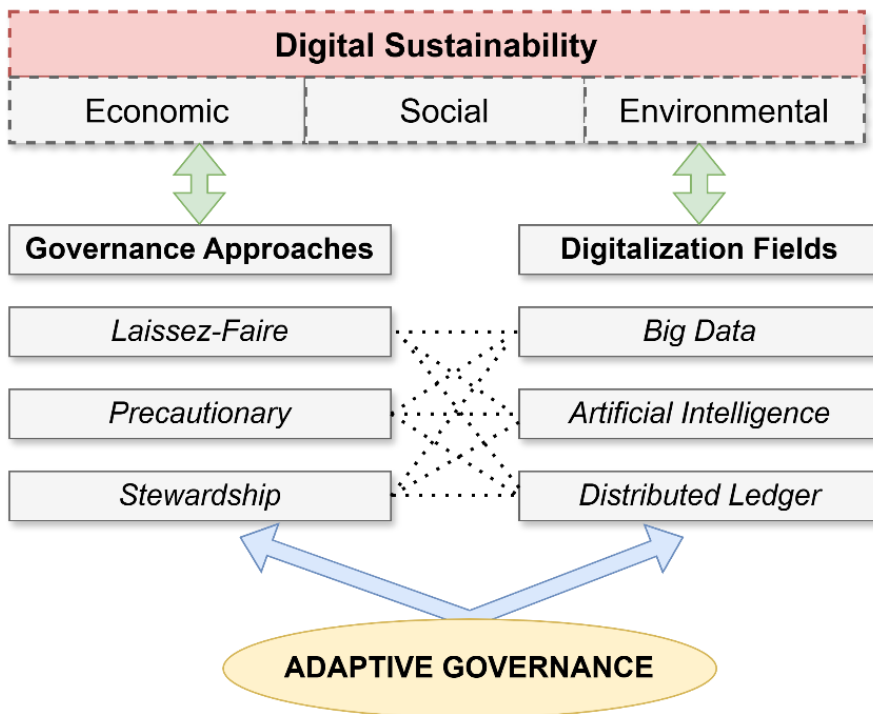 Digital Sustainability
Economic Social Environmental
Governance Approaches Digitalization Fields
Laissez-Faire Big Data
Precautionary Artificial Intelligence
Stewardship Distributed Ledger
ADAPTIVE GOVERNANCE